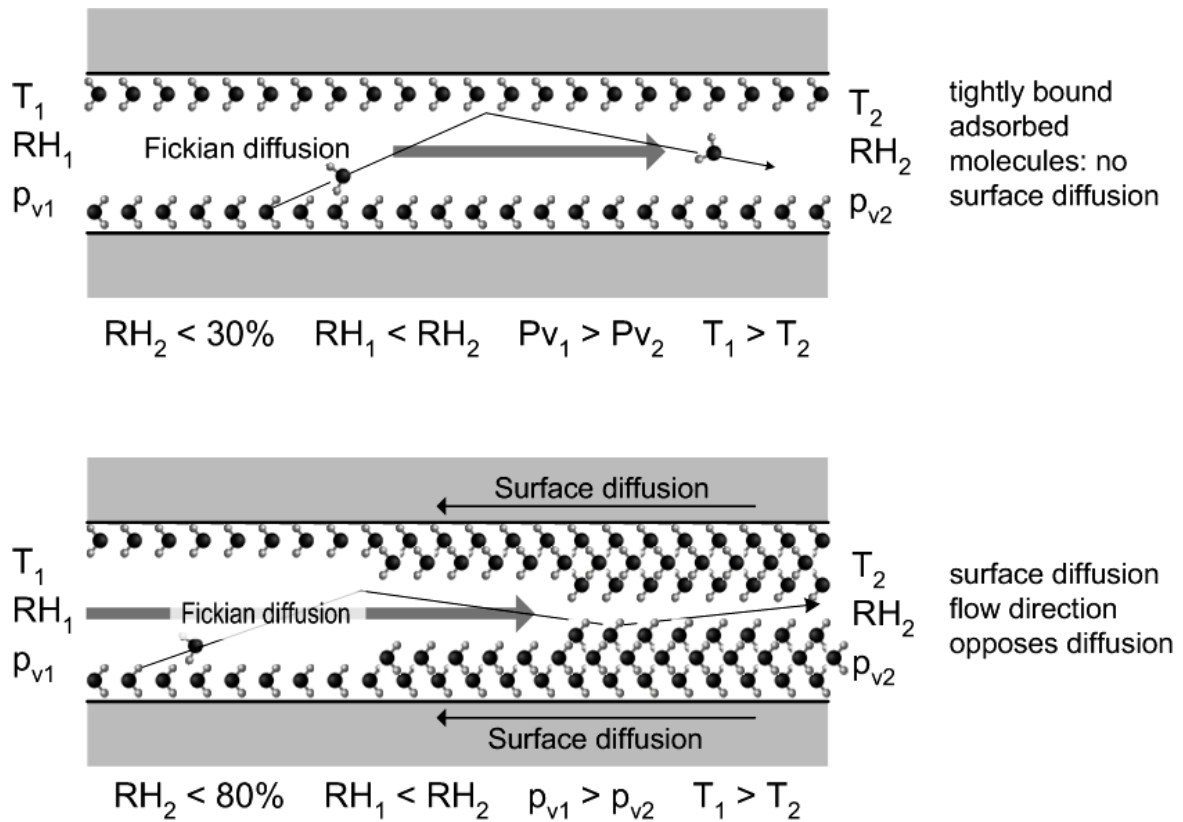 T₁
RH₁
pᵥ₁
Fickian diffusion
T₂
RH₂
pᵥ₂
tightly bound
adsorbed
molecules: no
surface diffusion
RH₂ < 30% RH₁ < RH₂ Pv₁ > Pv₂ T₁ > T₂
Surface diffusion
T₁
RH₁
pᵥ₁
Fickian diffusion
T₂
RH₂
pᵥ₂
surface diffusion
flow direction
opposes diffusion
Surface diffusion
RH₂ < 80% RH₁ < RH₂ pᵥ₁ > pᵥ₂ T₁ > T₂